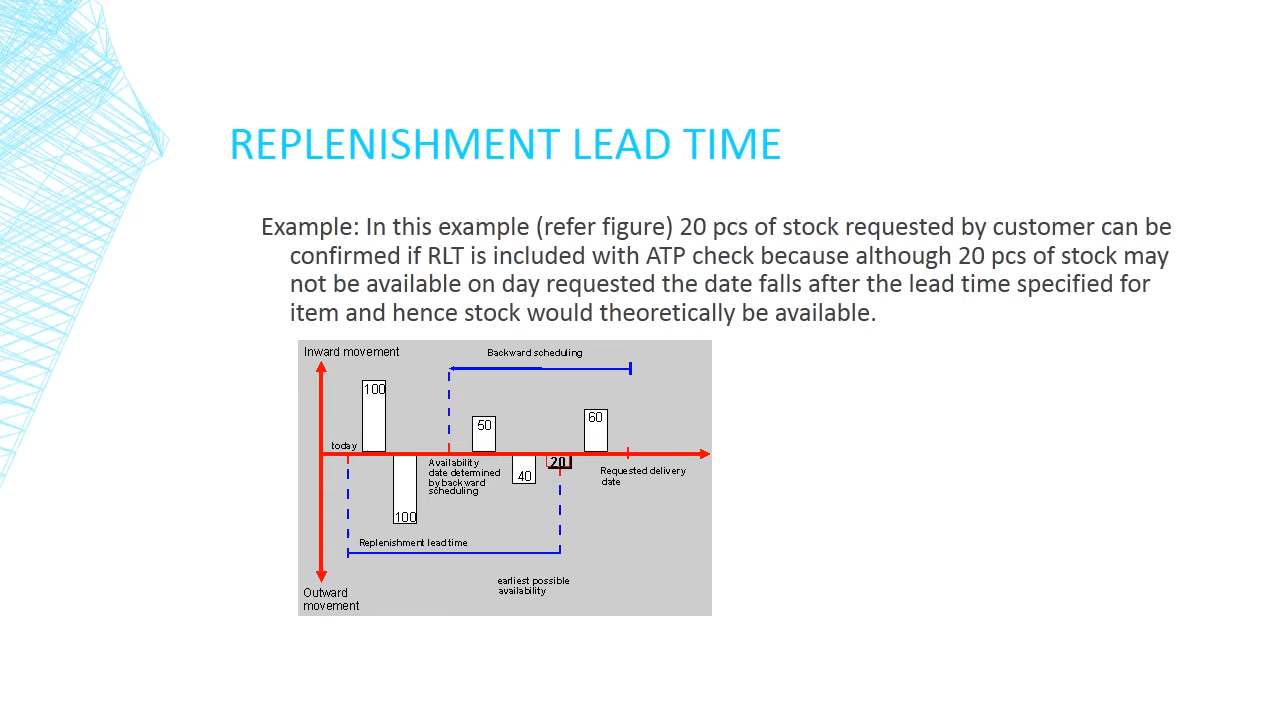 REPLENISHMENT LEAD TIME
Example: In this example (refer figure) 20 pcs of stock requested by customer can be
confirmed if RLT is included with ATP check because although 20 pcs of stock may
not be available on day requested the date falls after the lead time specified for
item and hence stock would theoretically be available.
Inward movement
Backward scheduling
100
50
60
today
Availability
date determined
by backward
scheduling
20
40
Requested delivery
date
100
Replenishment lead time
earliest possible
availability
Outward
movement